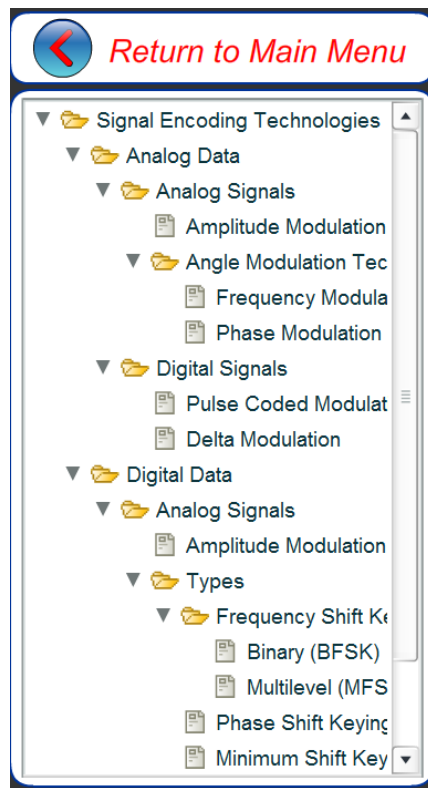 Return to Main Menu
Signal Encoding Technologies
Analog Data
Analog Signals
Amplitude Modulation
Angle Modulation Tec
Frequency Modula
Phase Modulation
Digital Signals
Pulse Coded Modulat
Delta Modulation
Digital Data
Analog Signals
Amplitude Modulation
Types
Frequency Shift Ke
Binary (BFSK)
Multilevel (MFS
Phase Shift Keying
Minimum Shift Key